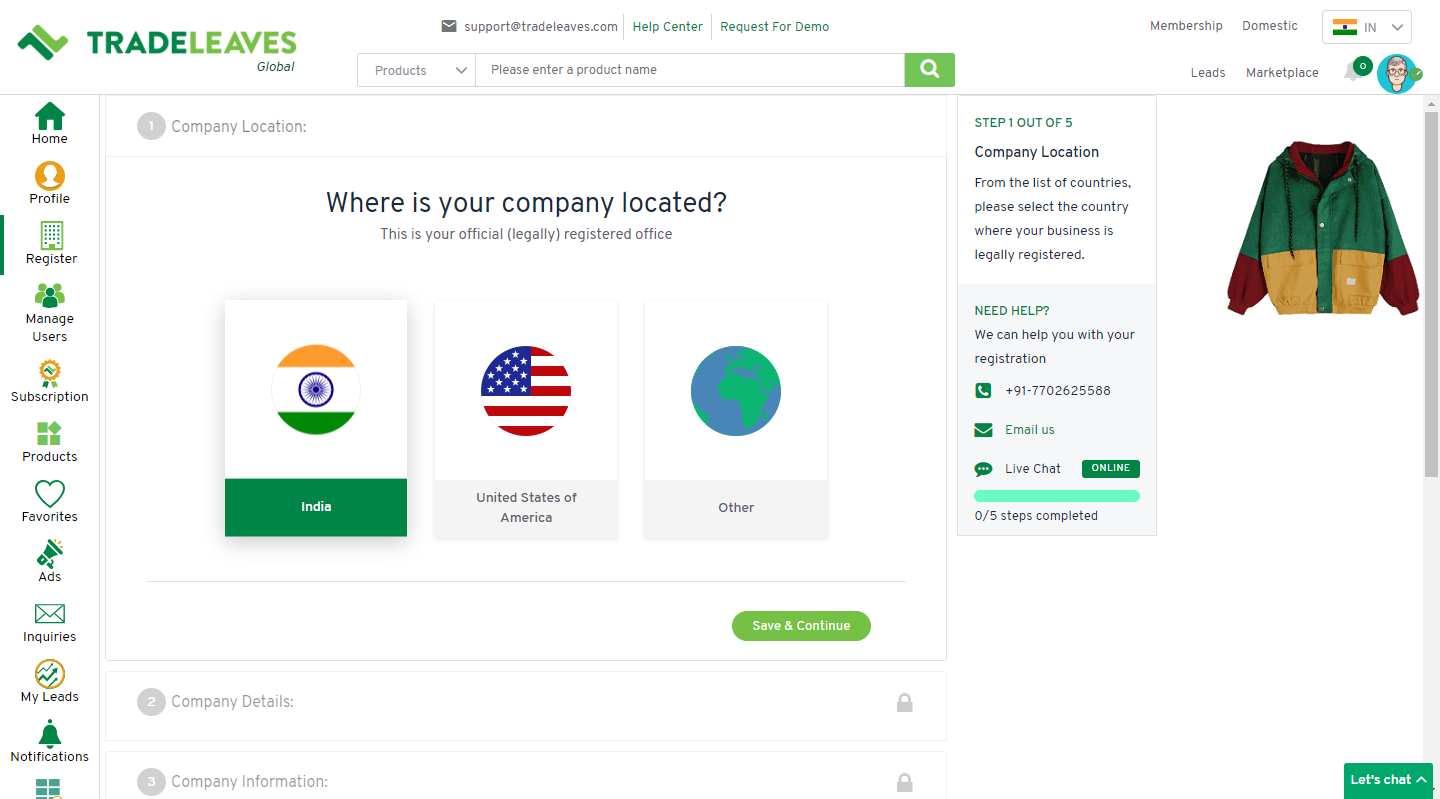 TRADELEAVES
Global
support@tradeleaves.com
Help Center
Request For Demo
Products
Please enter a product name
Membership
Domestic
IN
Leads
Marketplace
0
Home
Profile
Register
Manage
Users
Subscription
Products
Favorites
Ads
Inquiries
My Leads
Notifications
1 Company Location:
Where is your company located?
This is your official (legally) registered office
India
United States of
America
Other
Save & Continue
2 Company Details:
3 Company Information:
STEP 1 OUT OF 5
Company Location
From the list of countries,
please select the country
where your business is
legally registered.
NEED HELP?
We can help you with your
registration
+91-7702625588
Email us
Live Chat ONLINE
0/5 steps completed
Let's chat